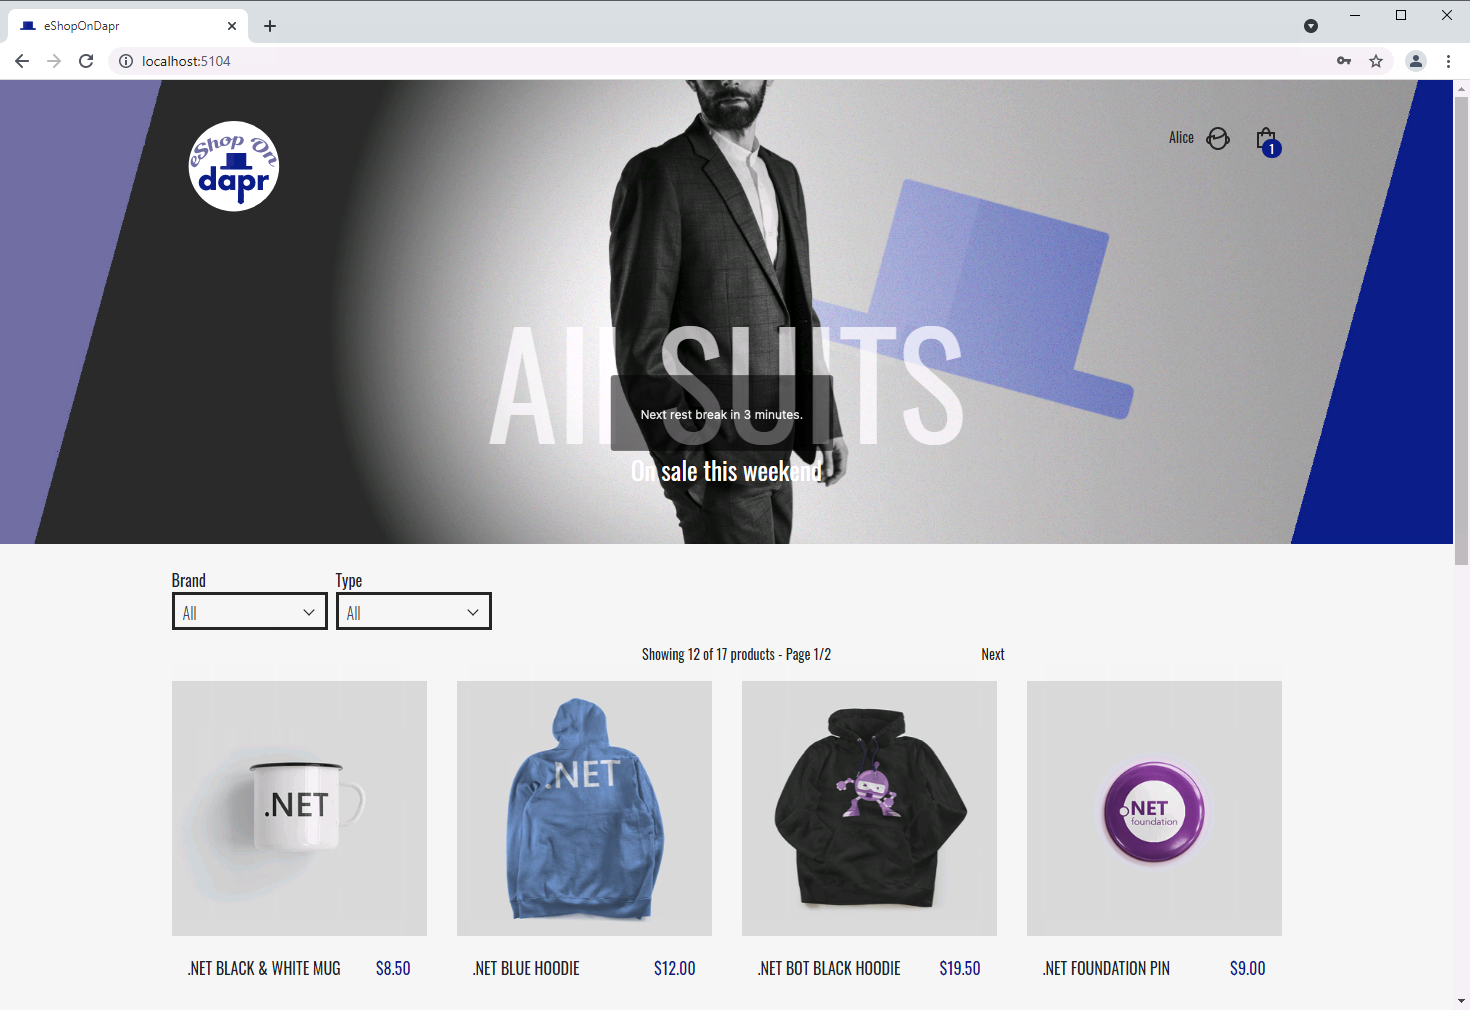 eShopOnDapr
localhost:5104
eShop On
dapr
Alice
1
All SUITS
Next rest break in 3 minutes.
On sale this weekend
Brand
Type
All
All
Showing 12 of 17 products - Page 1/2
Next
.NET
.NET
.NET
foundation
.NET BLACK & WHITE MUG
$8.50
.NET BLUE HOODIE
$12.00
.NET BOT BLACK HOODIE
$19.50
.NET FOUNDATION PIN
$9.00